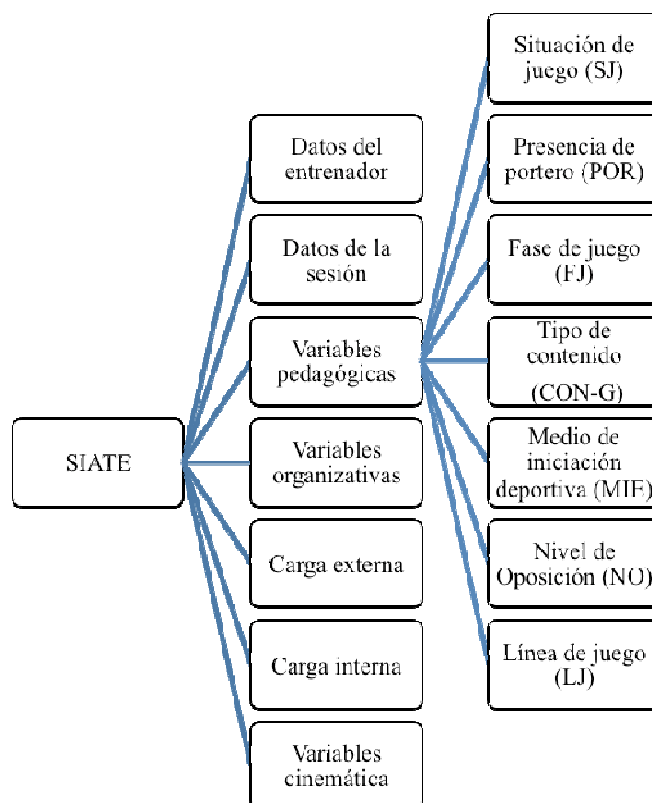 SIATE
Datos del
entrenador
Datos de la
sesión
Variables
pedagógicas
Variables
organizativas
Carga externa
Carga interna
Variables
cinemática
Situación de
juego (SJ)
Presencia de
portero (POR)
Fase de juego
(FJ)
Tipo de
contenido
(CON-G)
Medio de
iniciación
deportiva (MIF)
Nivel de
Oposición (NO)
Línea de juego
(LJ)